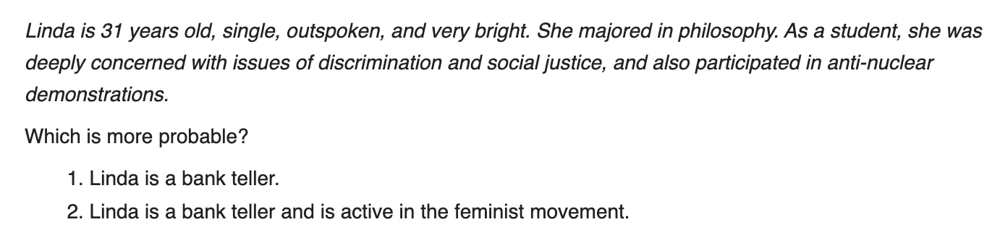 Linda is 31 years old, single, outspoken, and very bright. She majored in philosophy. As a student, she was
deeply concerned with issues of discrimination and social justice, and also participated in anti-nuclear
demonstrations.
Which is more probable?
1. Linda is a bank teller.
2. Linda is a bank teller and is active in the feminist movement.